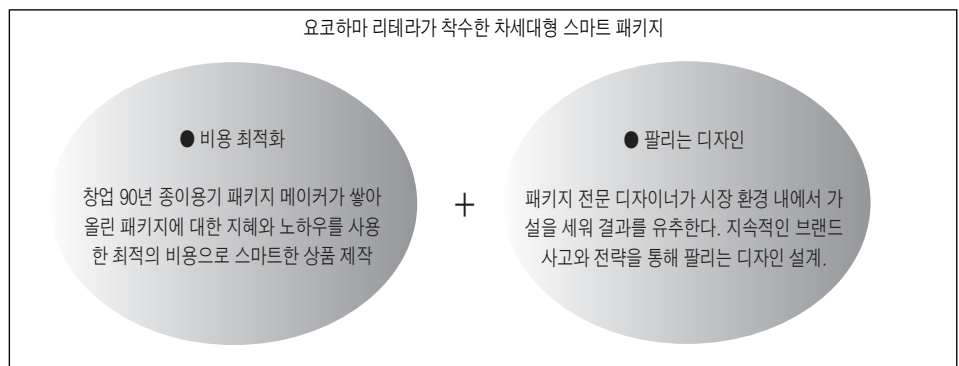 요코하마 리테라가 착수한 차세대형 스마트 패키지
● 비용 최적화
창업 90년 종이용기 패키지 메이커가 쌓아
올린 패키지에 대한 지혜와 노하우를 사용
한 최적의 비용으로 스마트한 상품 제작
+
● 팔리는 디자인
패키지 전문 디자이너가 시장 환경 내에서 가
설을 세워 결과를 유추한다. 지속적인 브랜드
사고와 전략을 통해 팔리는 디자인 설계.